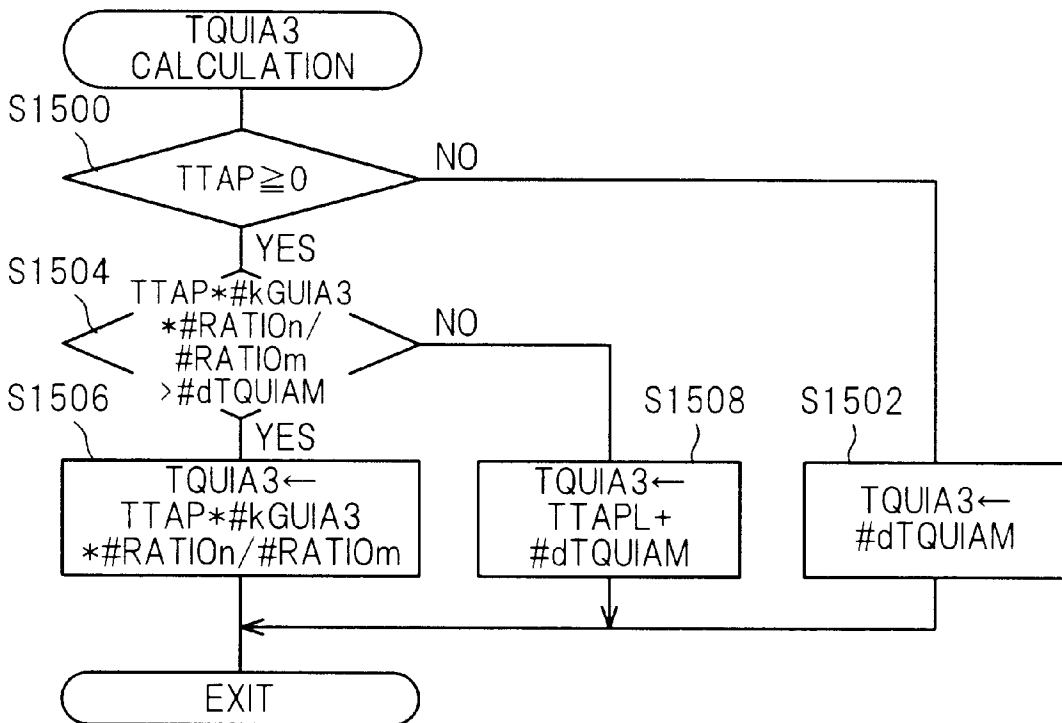 TQUIA3
CALCULATION
S1500
TTAP≧0
NO
YES
S1504
TTAP*#kGUIA3
*#RATIOn/
#RATIOm
>#dTQUIAM
NO
S1506
YES
TQUIA3←
TTAP*#kGUIA3
*#RATIOn/#RATIOm
S1508
TQUIA3←
TTAPL+
#dTQUIAM
S1502
TQUIA3←
#dTQUIAM
EXIT